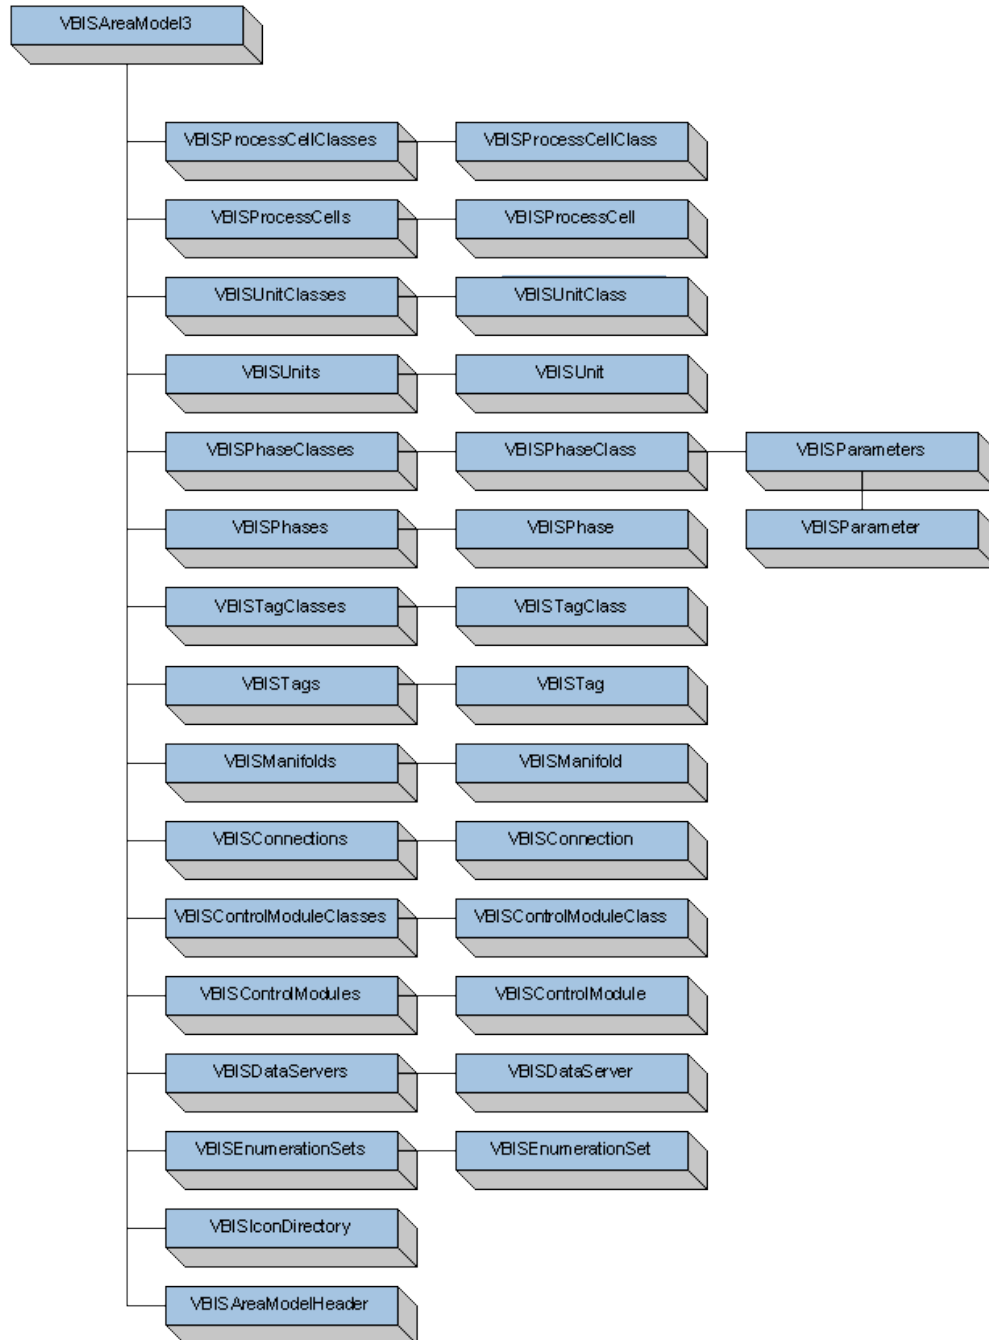 VBISAreaModel3
VBISProcessCellClasses VBISProcessCellClass
VBISProcessCells VBISProcessCell
VBISUnitClasses VBISUnitClass
VBISUnits VBISUnit
VBISPhaseClasses VBISPhaseClass VBISParameters
VBISPhases VBISPhase VBISParameter
VBISTagClasses VBISTagClass
VBISTags VBISTag
VBISManifolds VBISManifold
VBISConnections VBISConnection
VBISControlModuleClasses VBISControlModuleClass
VBISControlModules VBISControlModule
VBISDataServers VBISDataServer
VBISEnumerationSets VBISEnumerationSet
VBISIconDirectory
VBISAreaModelHeader